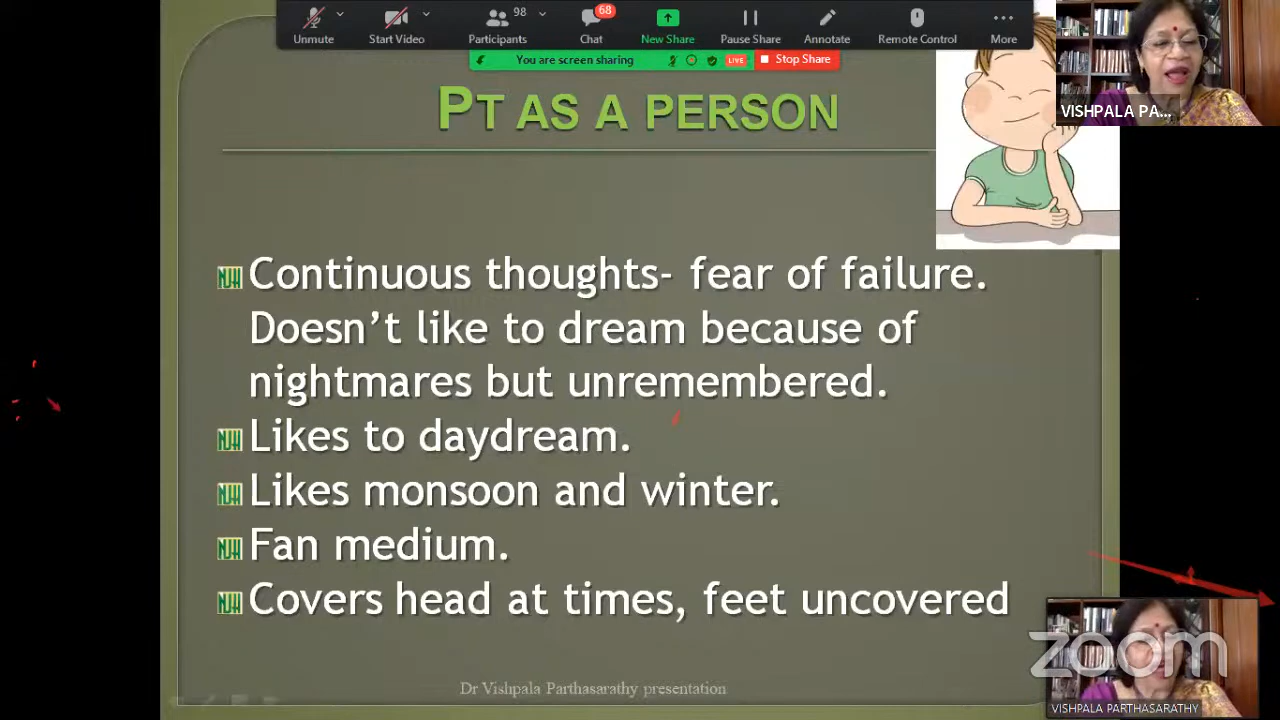 98
68
Unmute
Start Video
Participants
Chat
New Share
Pause Share
Annotate
Remote Control
More
You are screen sharing
LIVE
Stop Share
VISHPALA PA...
PT AS A PERSON
Continuous thoughts- fear of failure.
Doesn't like to dream because of
nightmares but unremembered.
Likes to daydream.
Likes monsoon and winter.
Fan medium.
Covers head at times, feet uncovered
zoom
Dr Vishpala Parthasarathy presentation
VISHPALA PARTHASARATHY